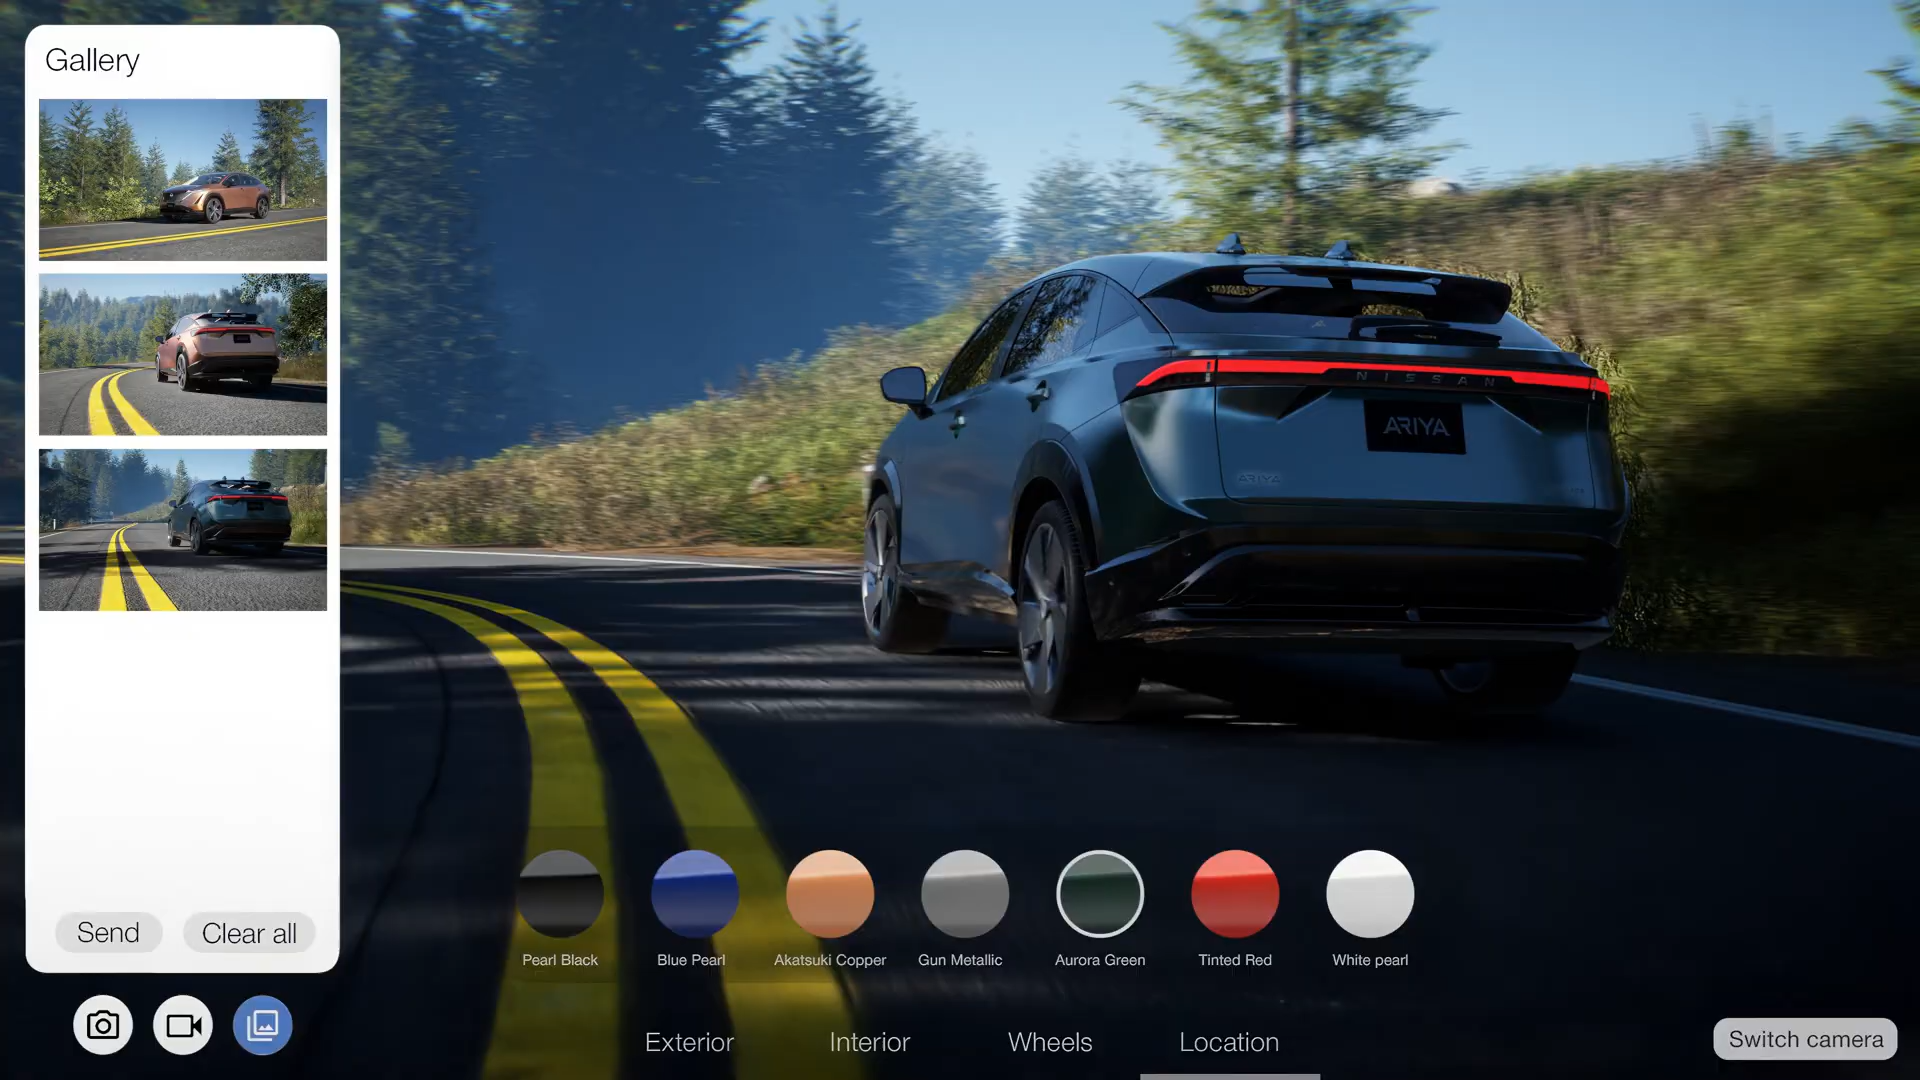 Gallery
NISSAN
ARIYA
ARIYA
Send
Clear all
Pearl Black
Blue Pearl
Akatsuki Copper
Gun Metallic
Aurora Green
Tinted Red
White pearl
Exterior
Interior
Wheels
Location
Switch camera